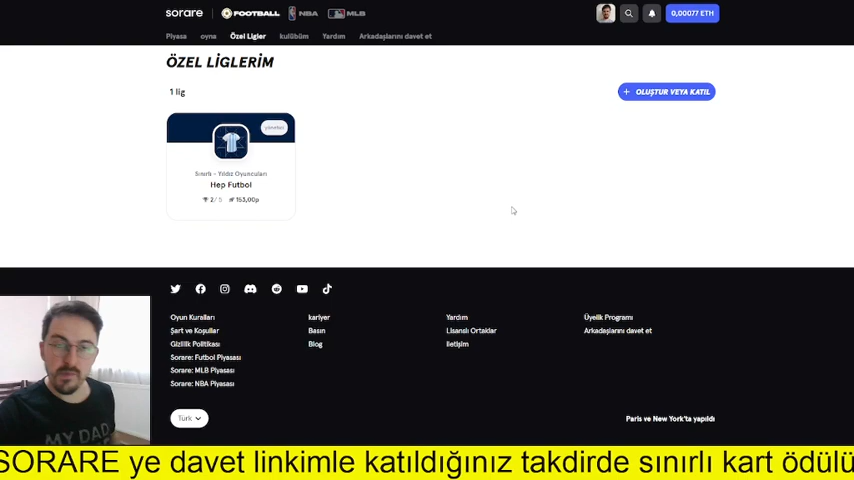 sorare FOOTBALL NBA MLB 0,00077 ETH
Piyasa oyna Özel Ligler kulübüm Yardım Arkadaşlarını davet et
ÖZEL LİGLERİM
1 lig
+ OLUŞTUR VEYA KATIL
yönetici
Sınırlı - Yıldız Oyuncuları
Hep Futbol
2/ 5 153,00p
Oyun Kuralları
Şart ve Koşullar
Gizlilik Politikası
Sorare: Futbol Piyasası
Sorare: MLB Piyasası
Sorare: NBA Piyasası
kariyer
Basın
Blog
Yardım
Lisanslı Ortaklar
İletişim
Üyelik Programı
Arkadaşlarını davet et
Türk
Paris ve New York'ta yapıldı
MY DAD
SORARE ye davet linkimle katıldığınız takdirde sınırlı kart ödülü